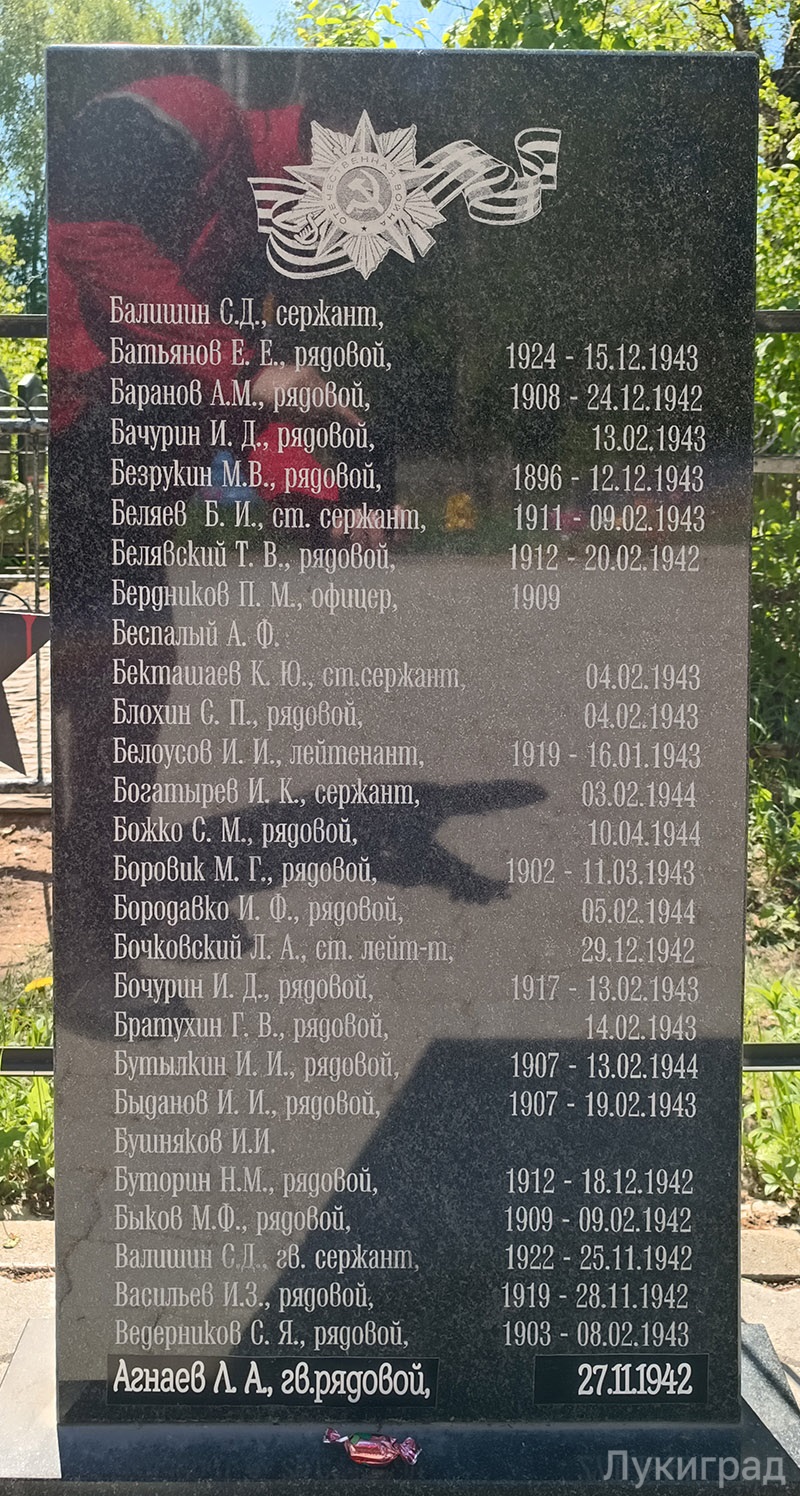 ОТЕЧЕСТВЕННАЯ ВОЙНА
Балишин С.Д., сержант,
Батьянов Е. Е., рядовой, 1924 - 15.12.1943
Баранов А.М., рядовой, 1908 - 24.12.1942
Бачурин И. Д., рядовой, 13.02.1943
Безрукин М.В., рядовой, 1896 - 12.12.1943
Беляев Б. И., ст. сержант, 1911 - 09.02.1943
Белявский Т. В., рядовой, 1912 - 20.02.1942
Бердников П. М., офицер, 1909
Беспалый А. Ф.
Бекташаев К. Ю., ст.сержант, 04.02.1943
Блохин С. П., рядовой, 04.02.1943
Белоусов И. И., лейтенант, 1919 - 16.01.1943
Богатырев И. К., сержант, 03.02.1944
Божко С. М., рядовой, 10.04.1944
Боровик М. Г., рядовой, 1902 - 11.03.1943
Бородавко И. Ф., рядовой, 05.02.1944
Бочковский Л. А., ст. лейт-т, 29.12.1942
Бочурин И. Д., рядовой, 1917 - 13.02.1943
Братухин Г. В., рядовой, 14.02.1943
Бутылкин И. И., рядовой, 1907 - 13.02.1944
Быданов И. И., рядовой, 1907 - 19.02.1943
Бушняков И.И.
Буторин Н.М., рядовой, 1912 - 18.12.1942
Быков М.Ф., рядовой, 1909 - 09.02.1942
Валишин С.Д., гв. сержант, 1922 - 25.11.1942
Васильев И.З., рядовой, 1919 - 28.11.1942
Ведерников С. Я., рядовой, 1903 - 08.02.1943
Агнаев Л. А., гв.рядовой, 27.11.1942
Лукиград